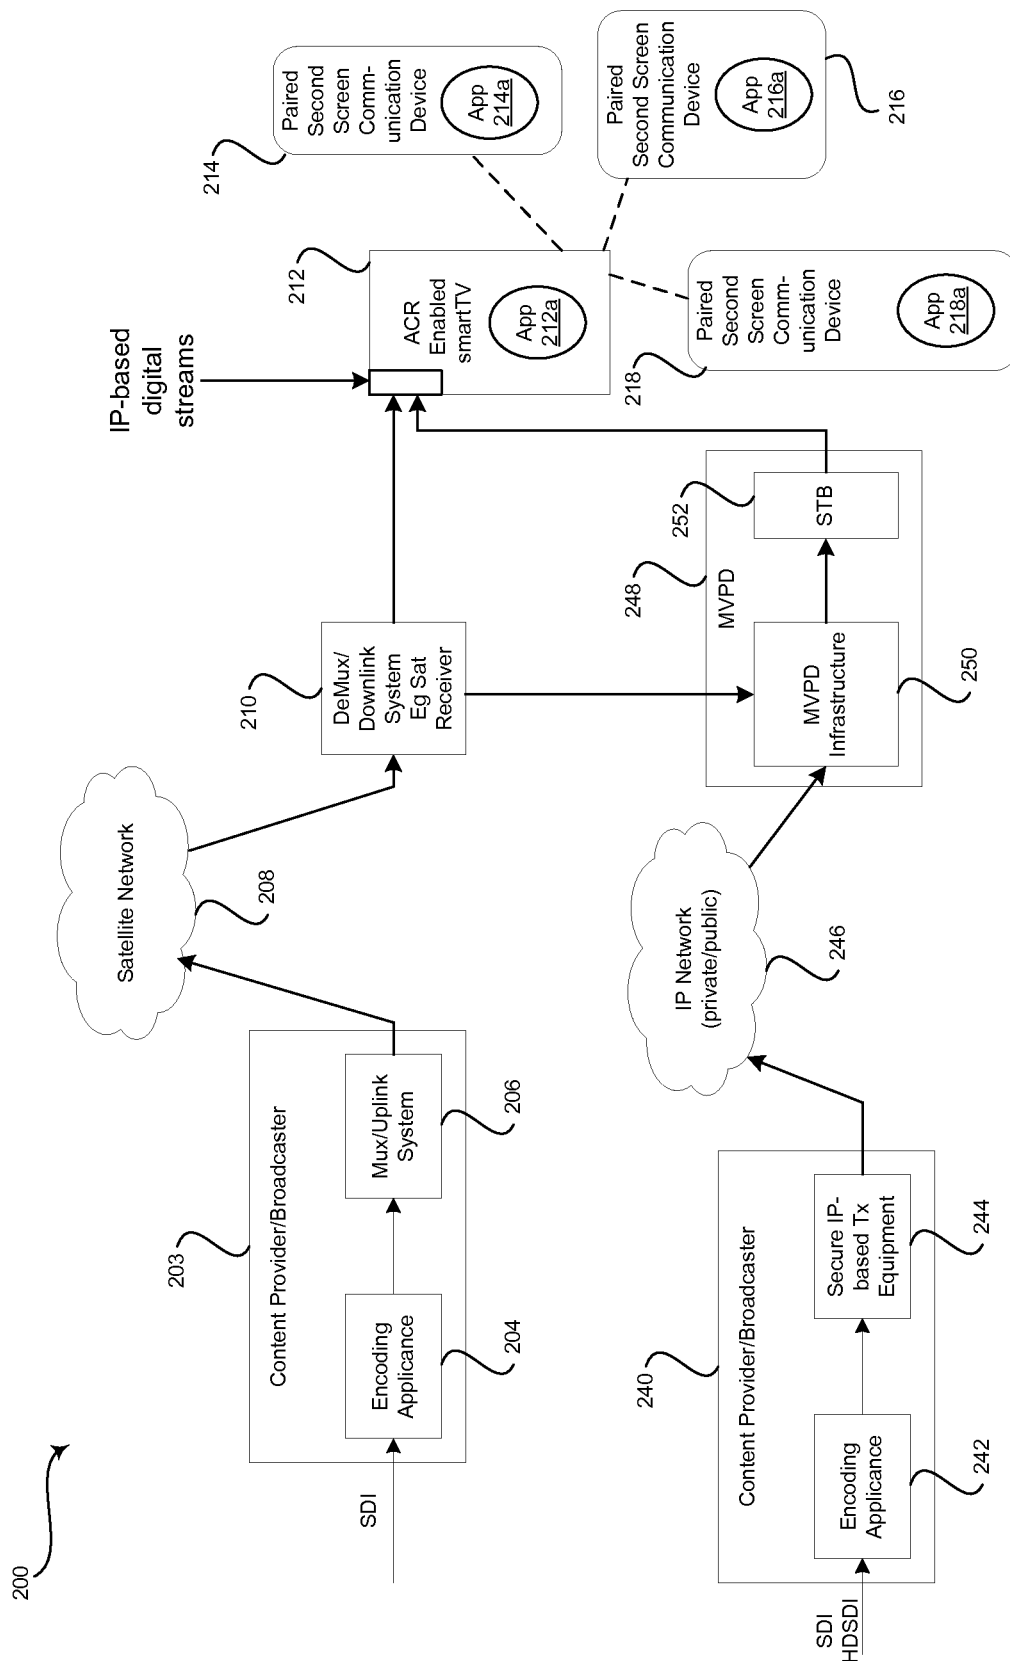 200
SDI
203
Content Provider/Broadcaster
Encoding
Applicance
204
Mux/Uplink
System
206
Satellite Network
208
210
DeMux/
Downlink
System
Eg Sat
Receiver
IP-based
digital
streams
212
ACR
Enabled
smartTV
App
212a
214
Paired
Second
Screen
Comm-
unication
Device
App
214a
Paired
Second Screen
Communication
Device
App
216a
216
218
Paired
Second
Screen
Comm-
unication
Device
App
218a
SDI
HDSDI
240
Content Provider/Broadcaster
Encoding
Applicance
242
Secure IP-
based Tx
Equipment
244
IP Network
(private/public)
246
248
MVPD
MVPD
Infrastructure
250
252
STB